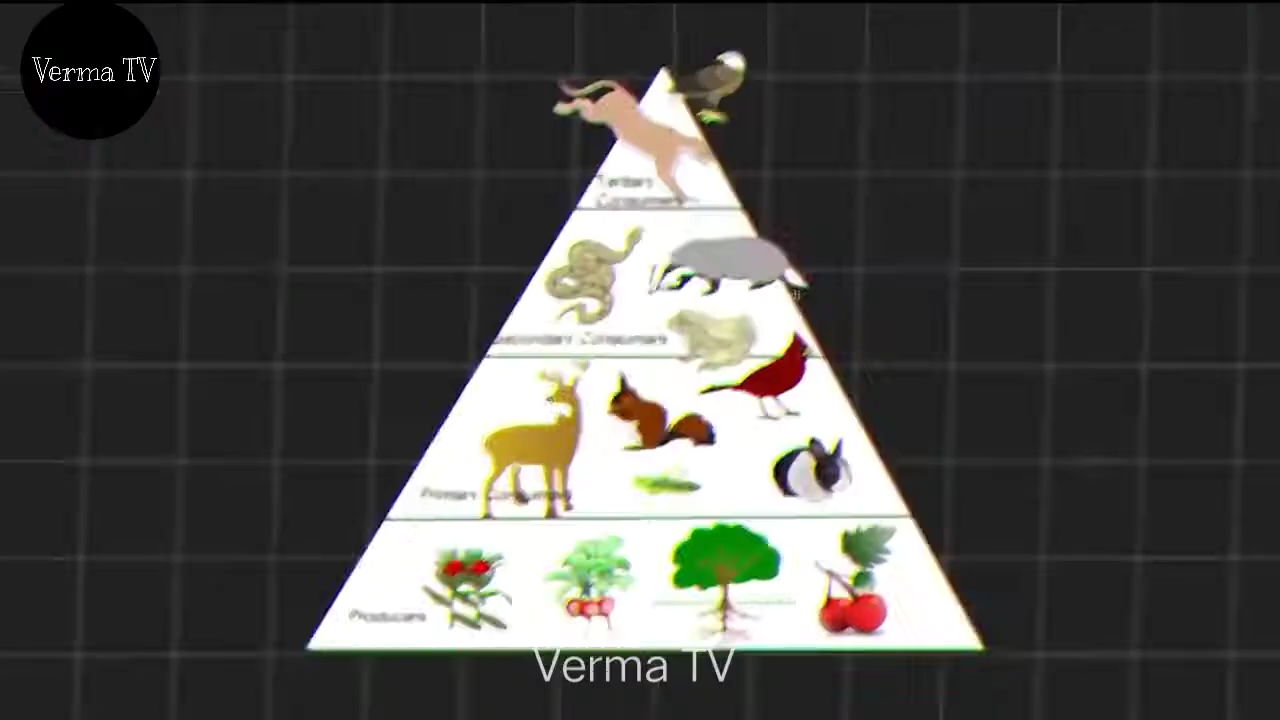 Verma TV
Tertiary
Consumers
Secondary Consumers
Primary Consumers
Producers
Verma TV